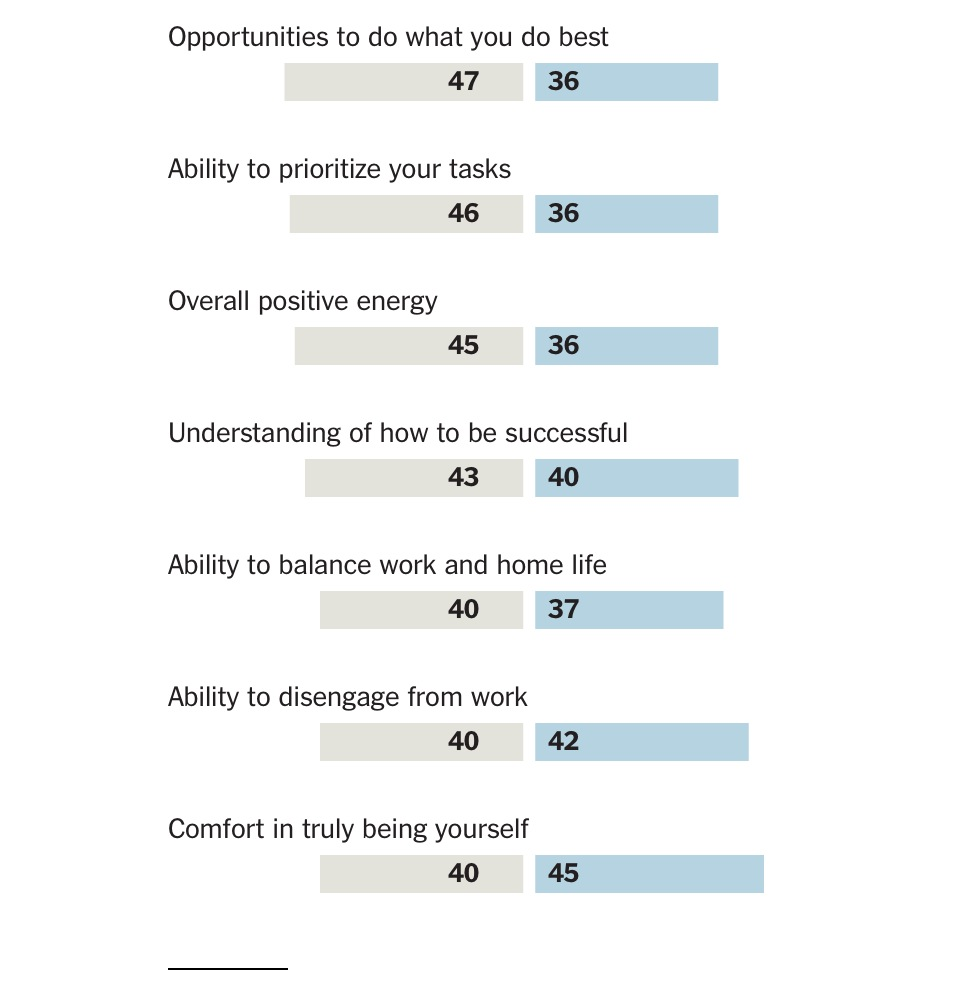 Opportunities to do what you do best
47 36
Ability to prioritize your tasks
46 36
Overall positive energy
45 36
Understanding of how to be successful
43 40
Ability to balance work and home life
40 37
Ability to disengage from work
40 42
Comfort in truly being yourself
40 45